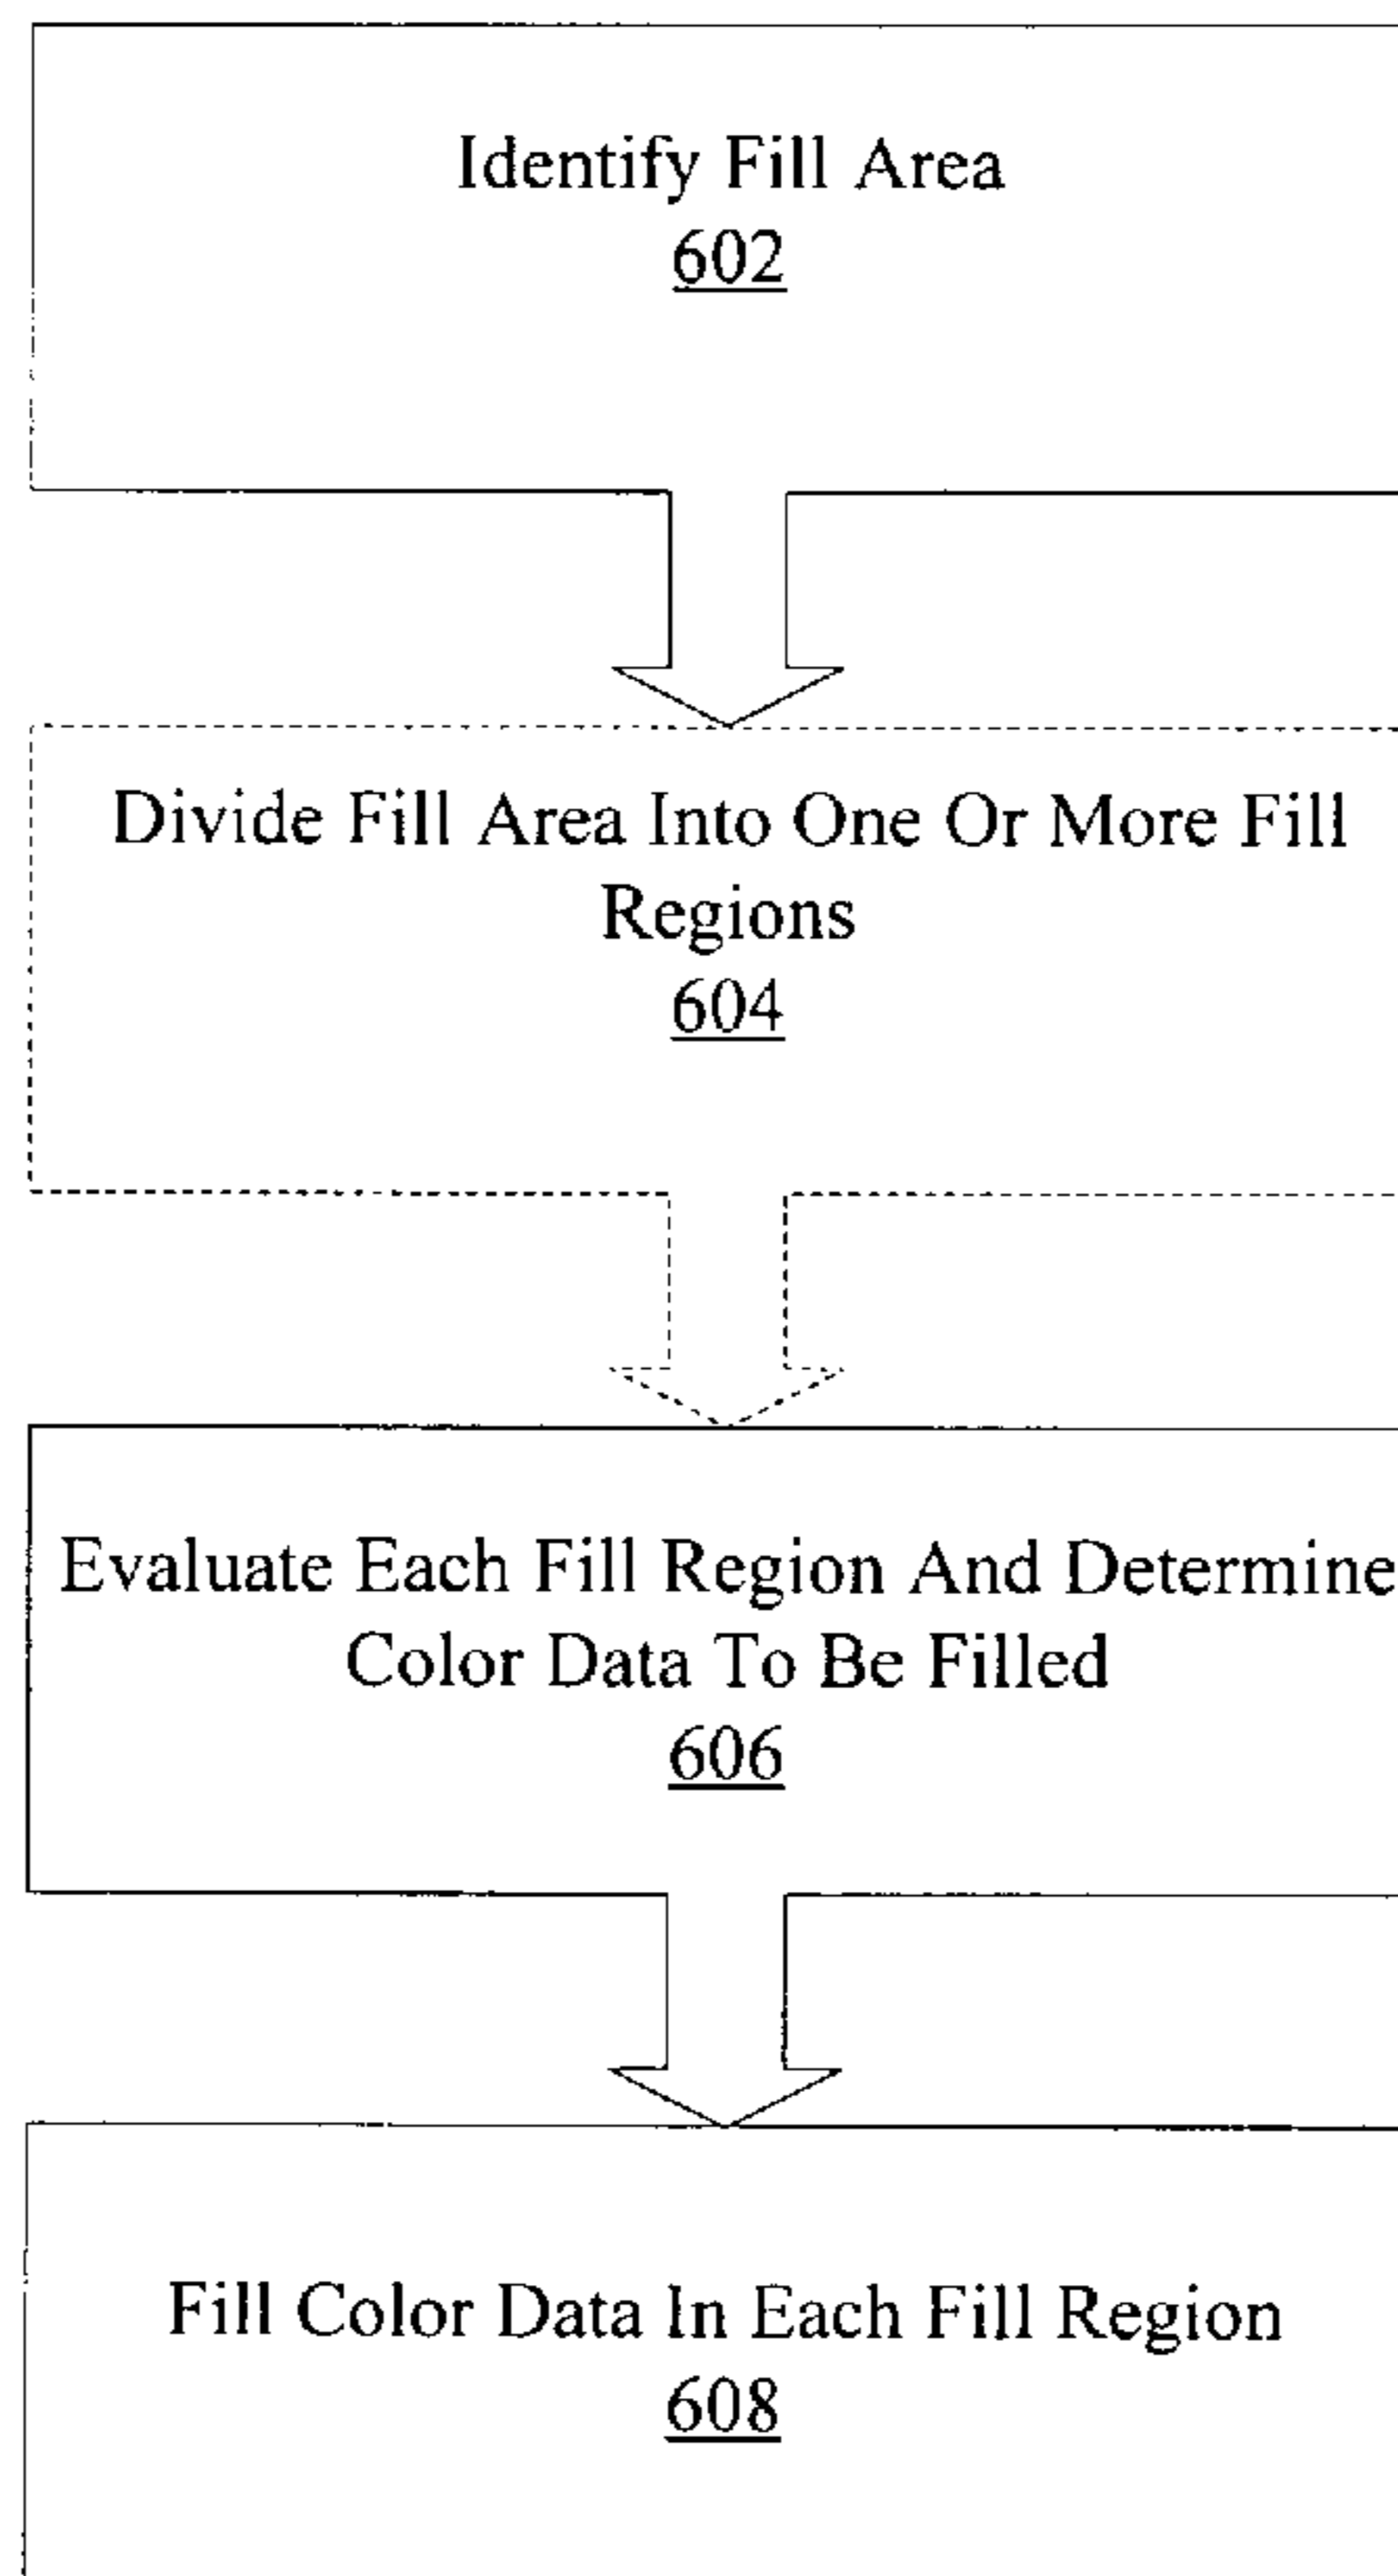 Identify Fill Area
602
Divide Fill Area Into One Or More Fill
Regions
604
Evaluate Each Fill Region And Determine
Color Data To Be Filled
606
Fill Color Data In Each Fill Region
608